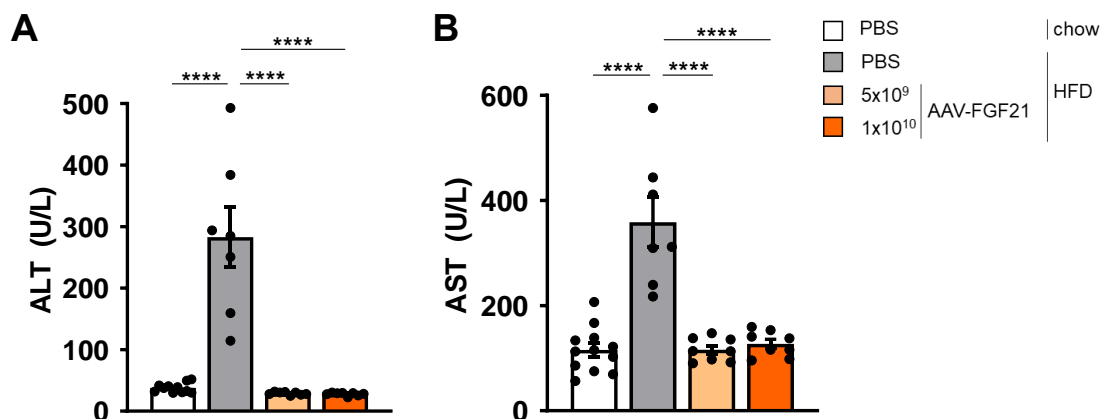 A
B
PBS
chow
PBS
5x10⁹
1x10¹⁰
AAV-FGF21
HFD
****
****
****
ALT (U/L)
500
400
300
200
100
0
****
****
****
AST (U/L)
600
400
200
0